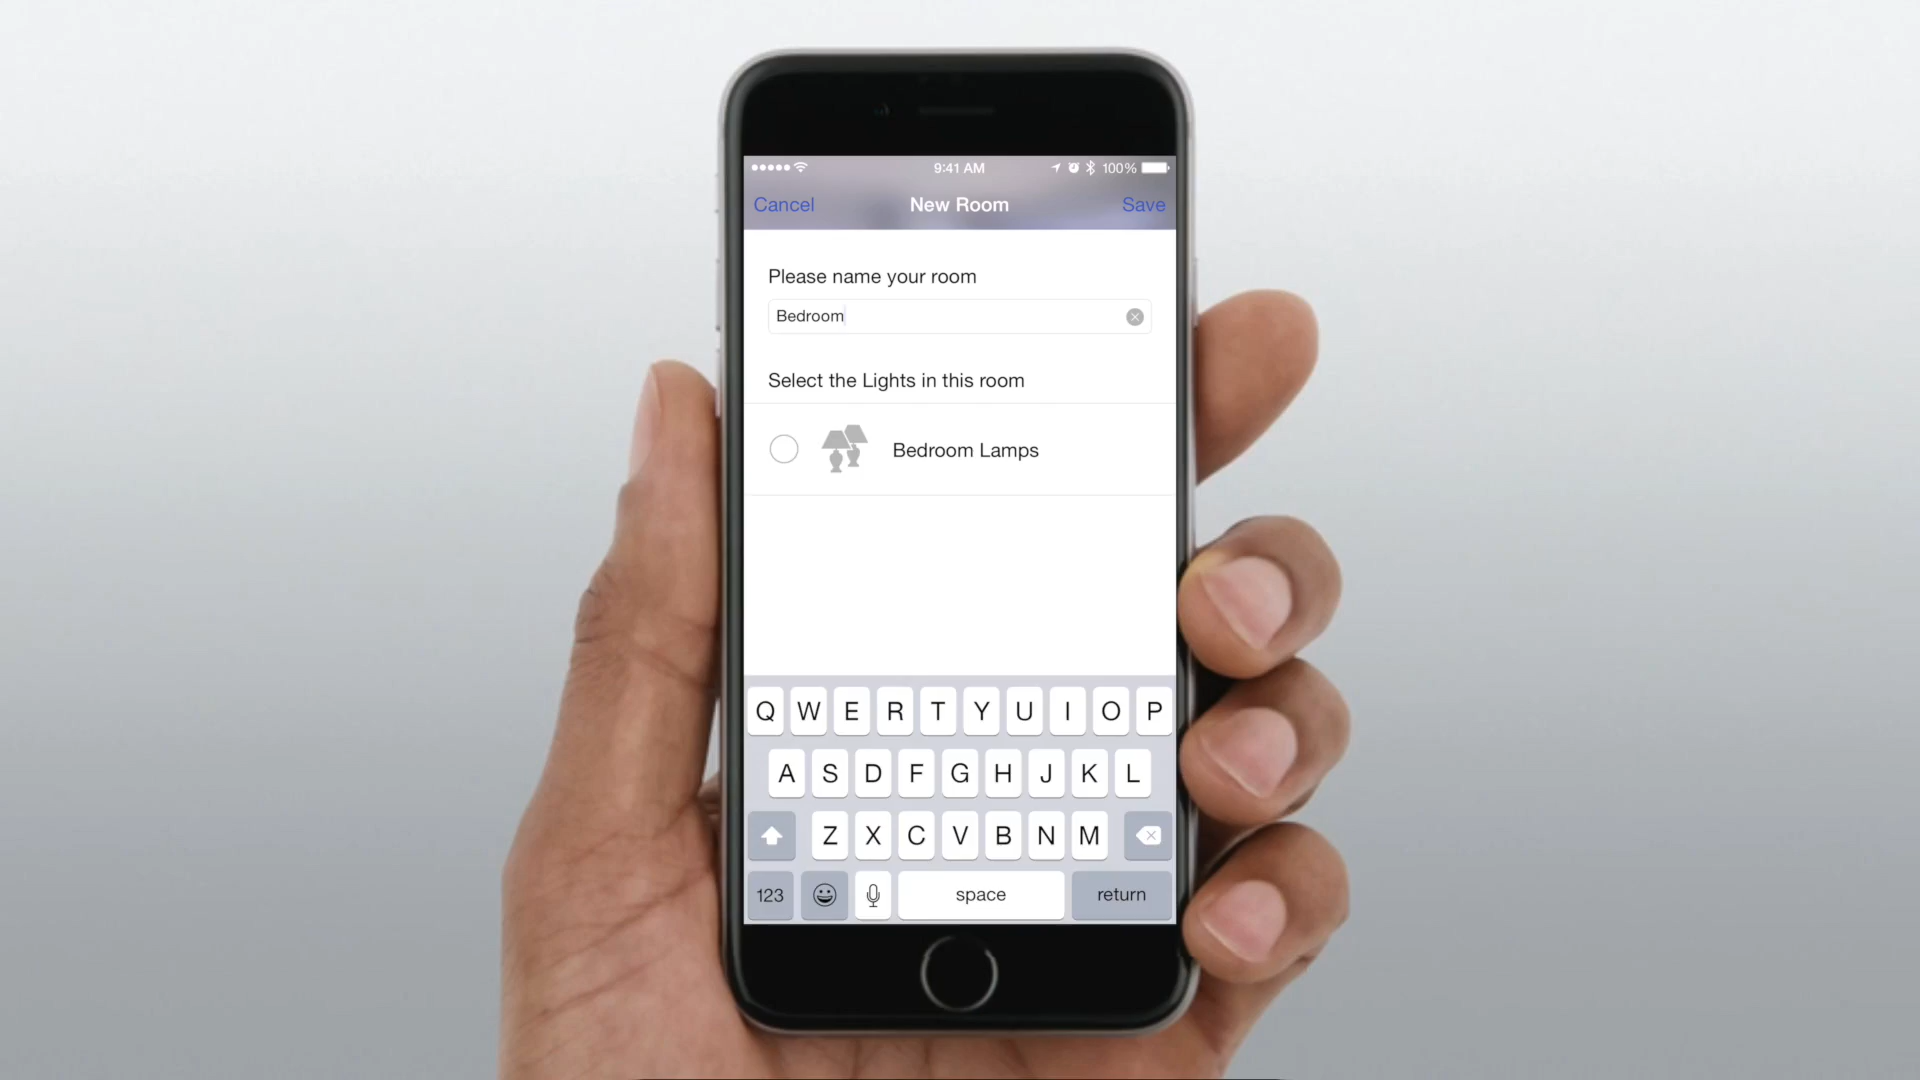 9:41 AM 100%
Cancel New Room Save
Please name your room
Bedroom
Select the Lights in this room
Bedroom Lamps
Q W E R T Y U I O P
A S D F G H J K L
Z X C V B N M
123 space return